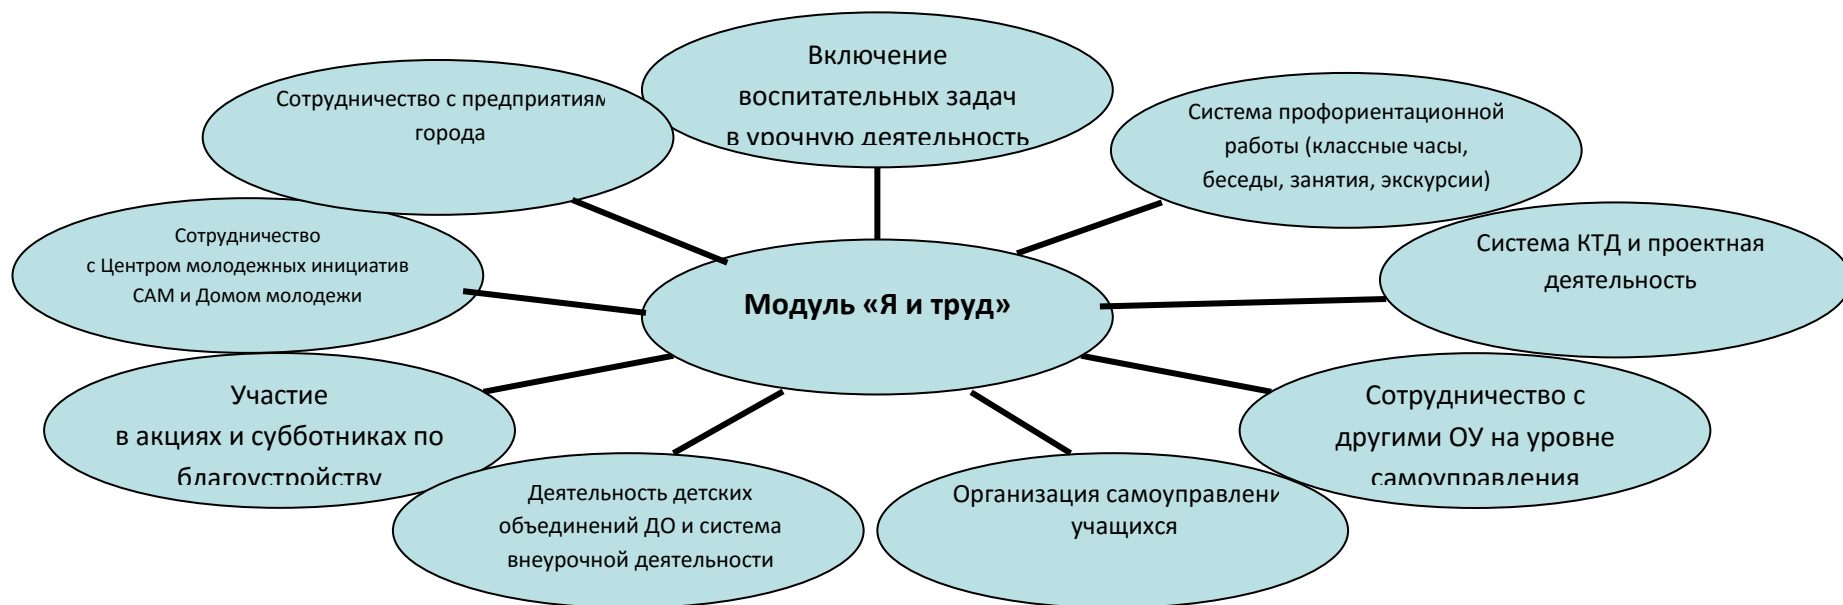 Включение
воспитательных задач
в урочную деятельность
Сотрудничество с предприятиям
города
Система профориентационной
работы (классные часы,
беседы, занятия, экскурсии)
Сотрудничество
с Центром молодежных инициатив
САМ и Домом молодежи
Система КТД и проектная
деятельность
Модуль «Я и труд»
Участие
в акциях и субботниках по
благоустройству
Сотрудничество с
другими ОУ на уровне
самоуправления
Деятельность детских
объединений ДО и система
внеурочной деятельности
Организация самоуправлени
учащихся